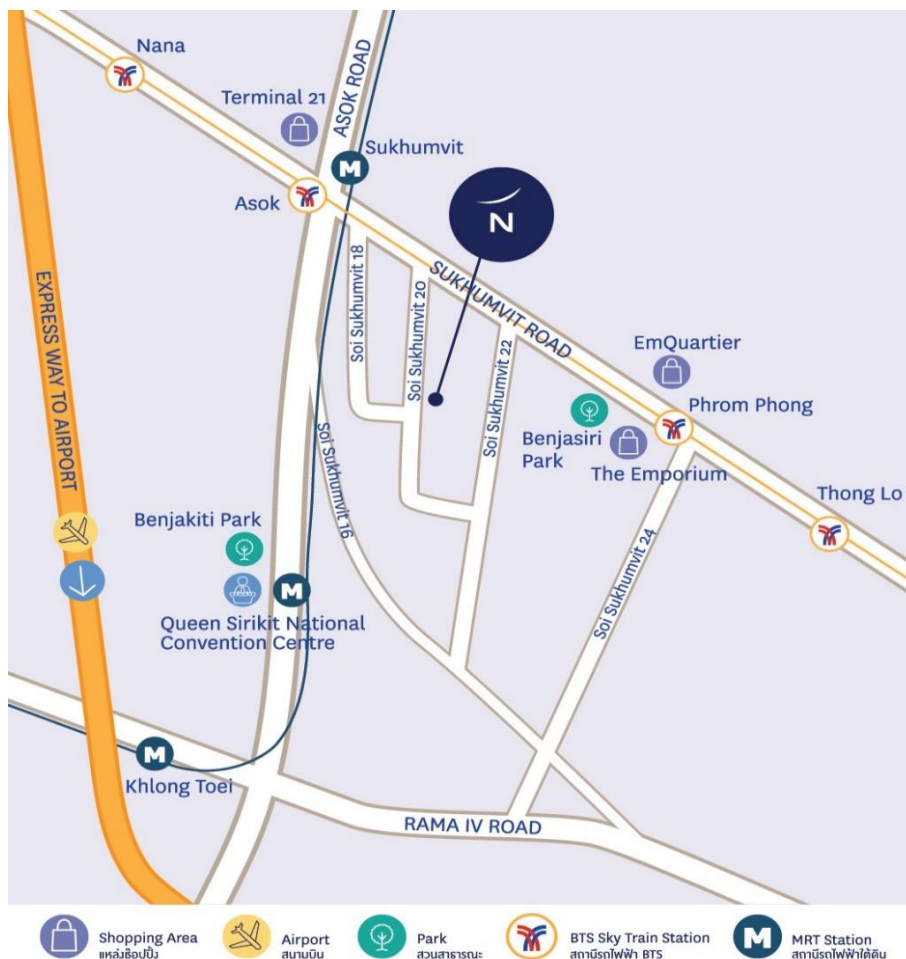 Nana
Terminal 21
ASOK ROAD
Sukhumvit
M
Asok
N
Soi Sukhumvit 18
Soi Sukhumvit 20
SUKHUMVIT ROAD
Soi Sukhumvit 22
EmQuartier
Phrom Phong
Benjasiri
Park
The Emporium
Thong Lo
EXPRESS WAY TO AIRPORT
Soi Sukhumvit 16
Soi Sukhumvit 24
Benjakiti Park
M
Queen Sirikit National
Convention Centre
M
Khlong Toei
RAMA IV ROAD
Shopping Area
แหล่งช๊อปปิ้ง
Airport
สนามบิน
Park
สวนสาธารณะ
BTS Sky Train Station
สถานีรถไฟฟ้า BTS
M
MRT Station
สถานีรถไฟฟ้าใต้ดิน